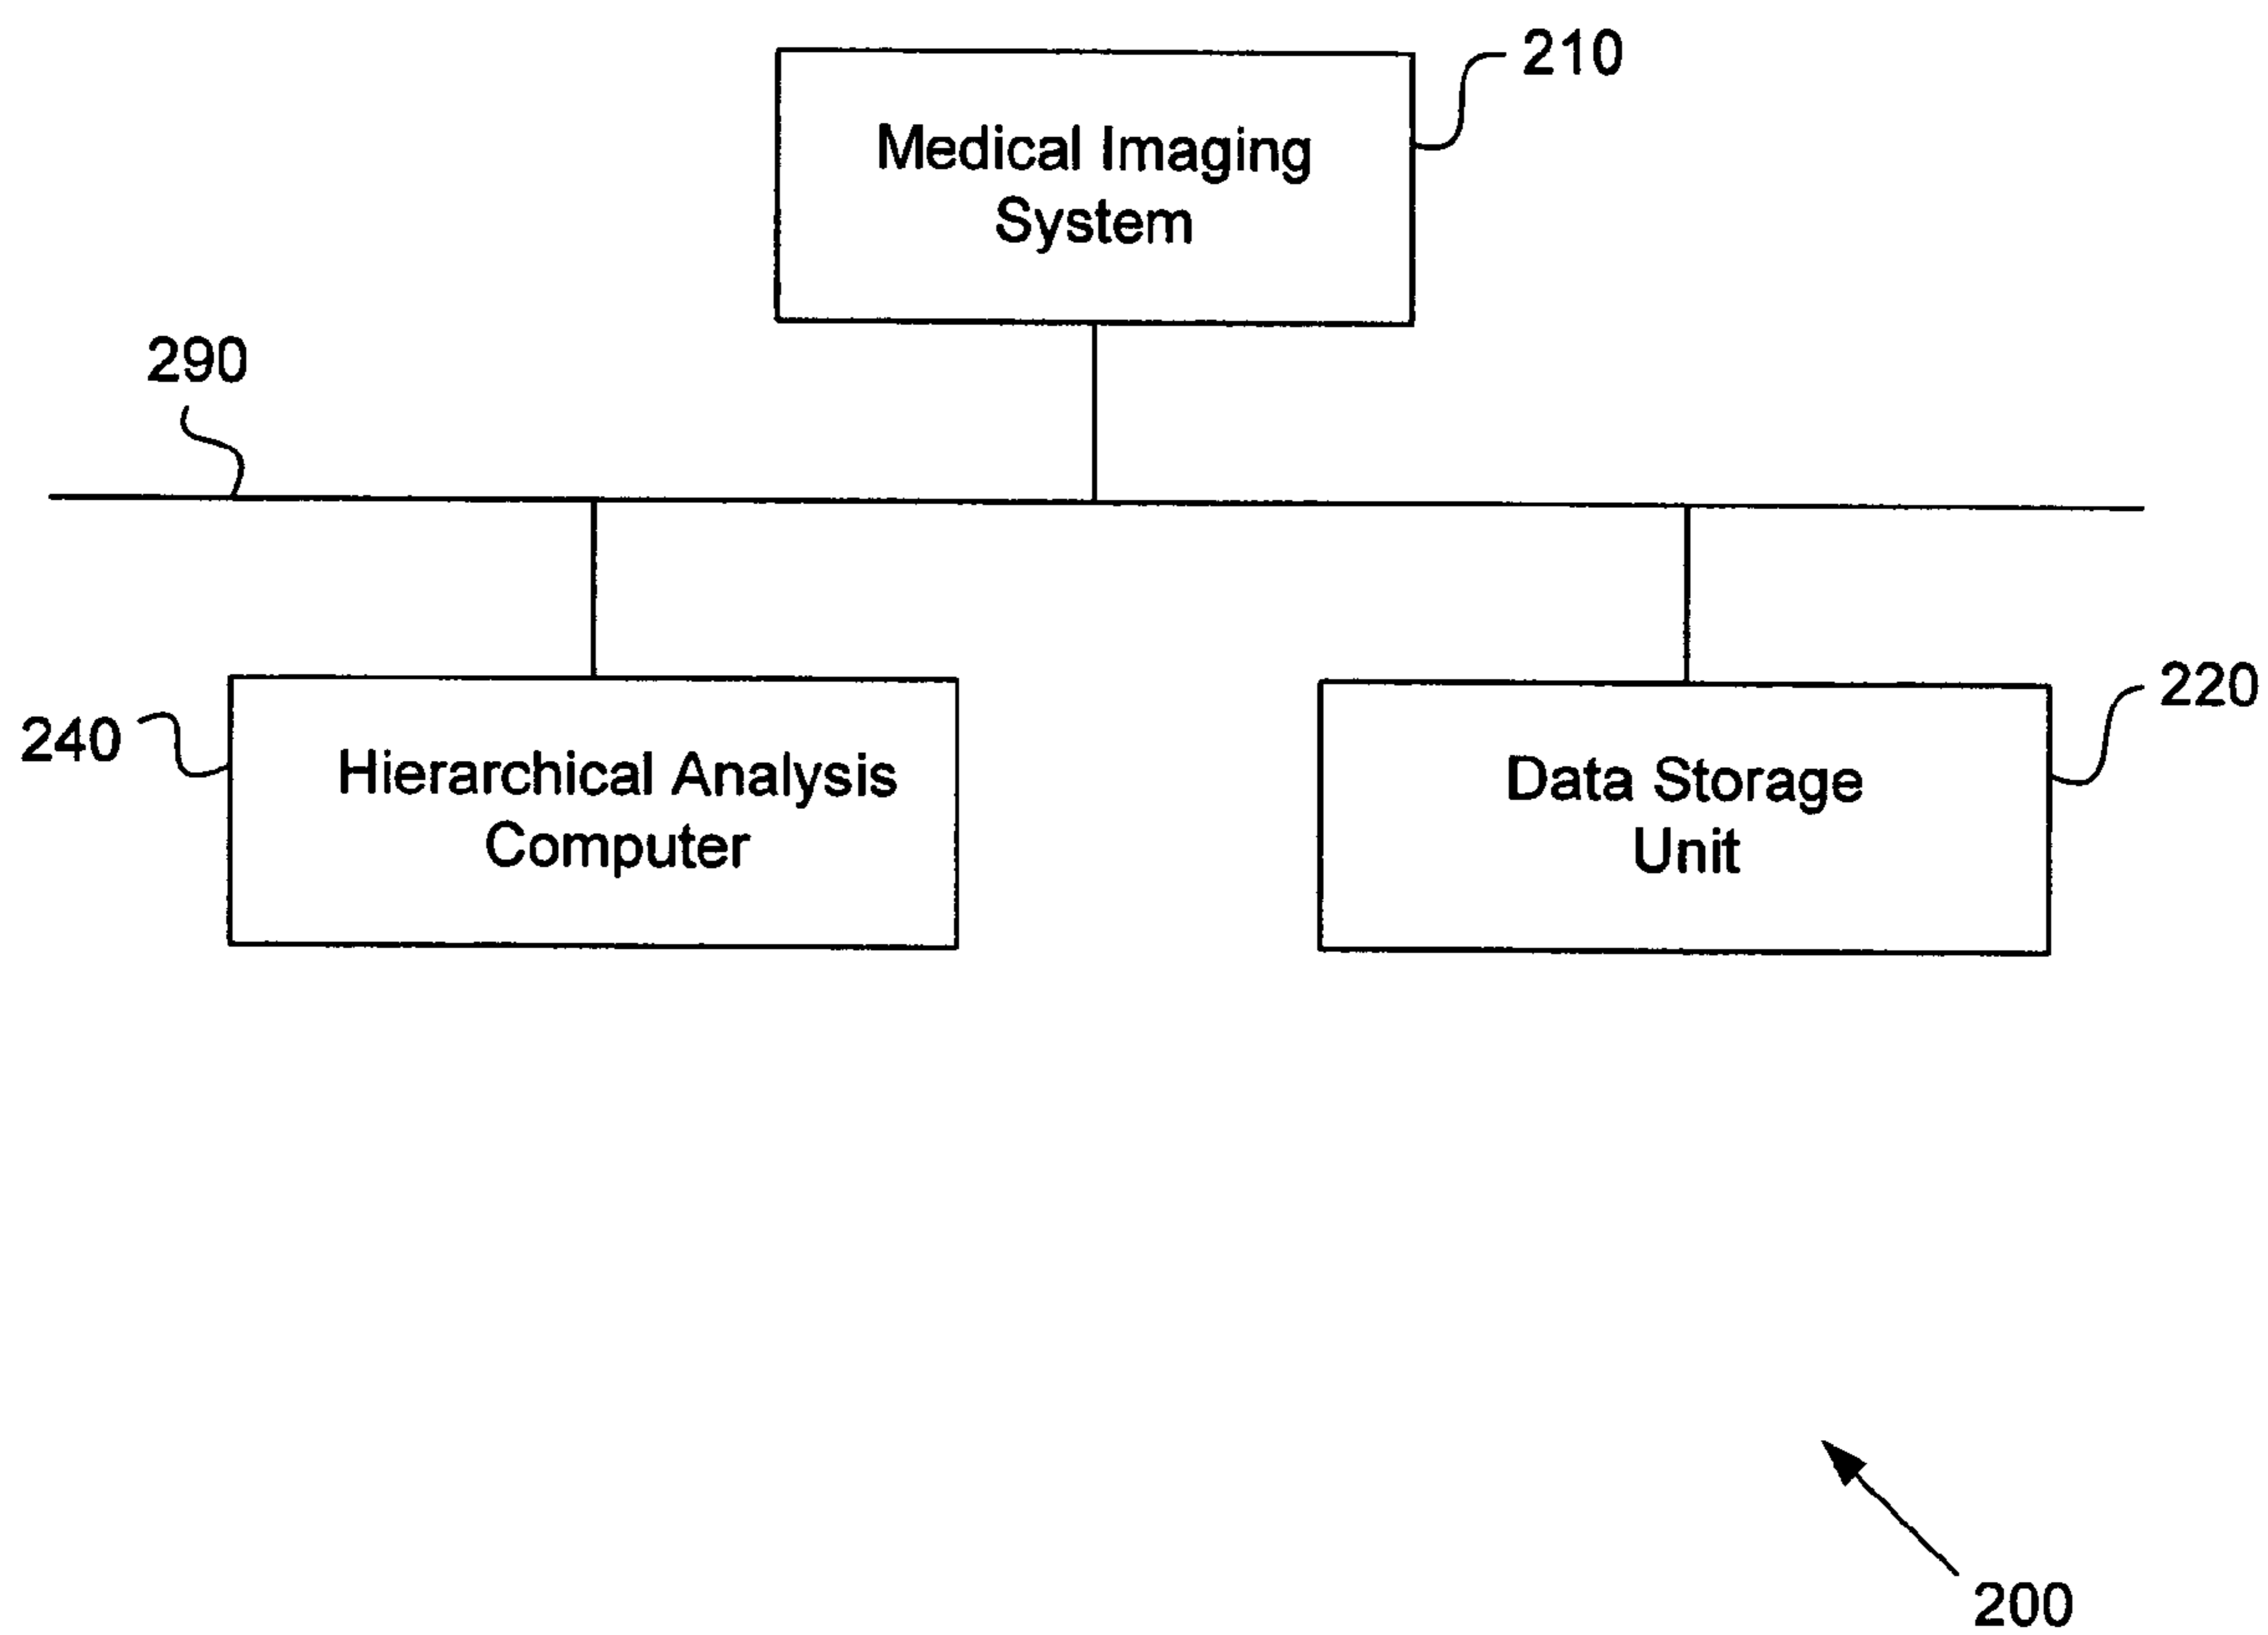 210
Medical Imaging
System
290
240
Hierarchical Analysis
Computer
220
Data Storage
Unit
200